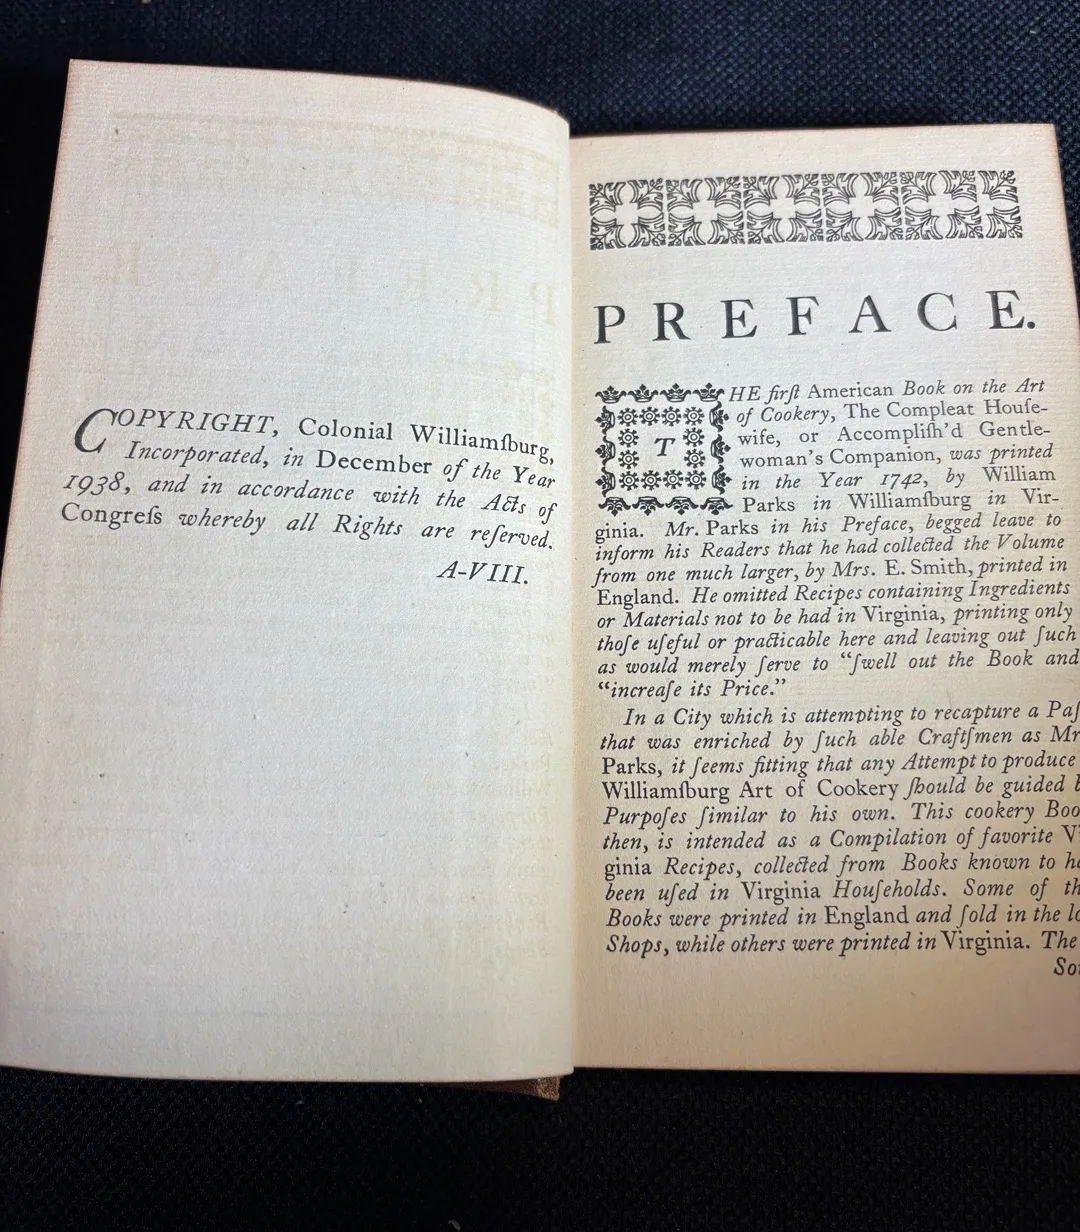 COPYRIGHT, Colonial Williamſburg,
Incorporated, in December of the Year
1938, and in accordance with the Acts of
Congreſs whereby all Rights are reſerved.
A-VIII.
PREFACE.
THE firſt American Book on the Art
of Cookery, The Compleat Houſe-
wife, or Accompliſh'd Gentle-
woman's Companion, was printed
in the Year 1742, by William
Parks in Williamſburg in Vir-
ginia. Mr. Parks in his Preface, begged leave to
inform his Readers that he had collected the Volume
from one much larger, by Mrs. E. Smith, printed in
England. He omitted Recipes containing Ingredients
or Materials not to be had in Virginia, printing only
thoſe uſeful or practicable here and leaving out ſuch
as would merely ſerve to “ſwell out the Book and
“increaſe its Price.”
In a City which is attempting to recapture a
that was enriched by ſuch able Craftſmen as Mr
Parks, it ſeems fitting that any Attempt to produce
Williamſburg Art of Cookery ſhould be guided
Purpoſes ſimilar to his own. This cookery
then, is intended as a Compilation of favorite
ginia Recipes, collected from Books known to
been uſed in Virginia Houſeholds. Some of
Books were printed in England and ſold in the
Shops, while others were printed in Virginia. The